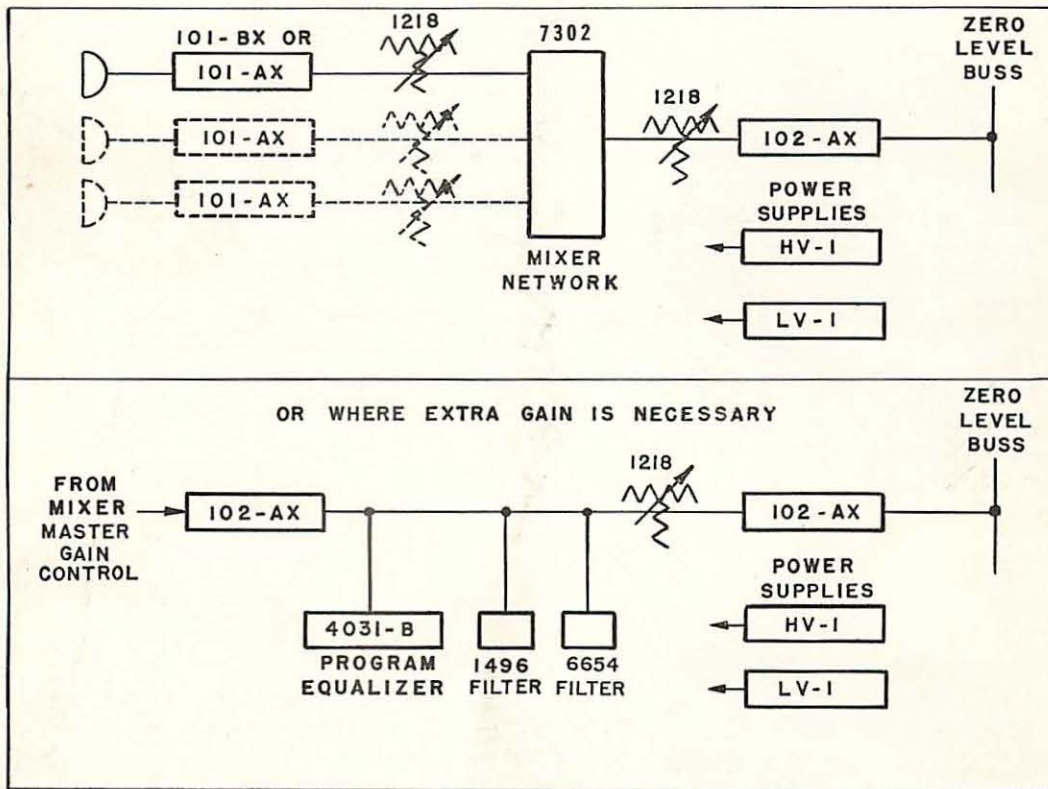 101-BX OR
101-AX
1218
7302
ZERO
LEVEL
BUSS
101-AX
101-AX
1218
102-AX
MIXER
NETWORK
POWER
SUPPLIES
HV-1
LV-1
OR WHERE EXTRA GAIN IS NECESSARY
ZERO
LEVEL
BUSS
FROM
MIXER
MASTER
GAIN
CONTROL
102-AX
1218
102-AX
4031-B
PROGRAM
EQUALIZER
1496
FILTER
6654
FILTER
POWER
SUPPLIES
HV-1
LV-1